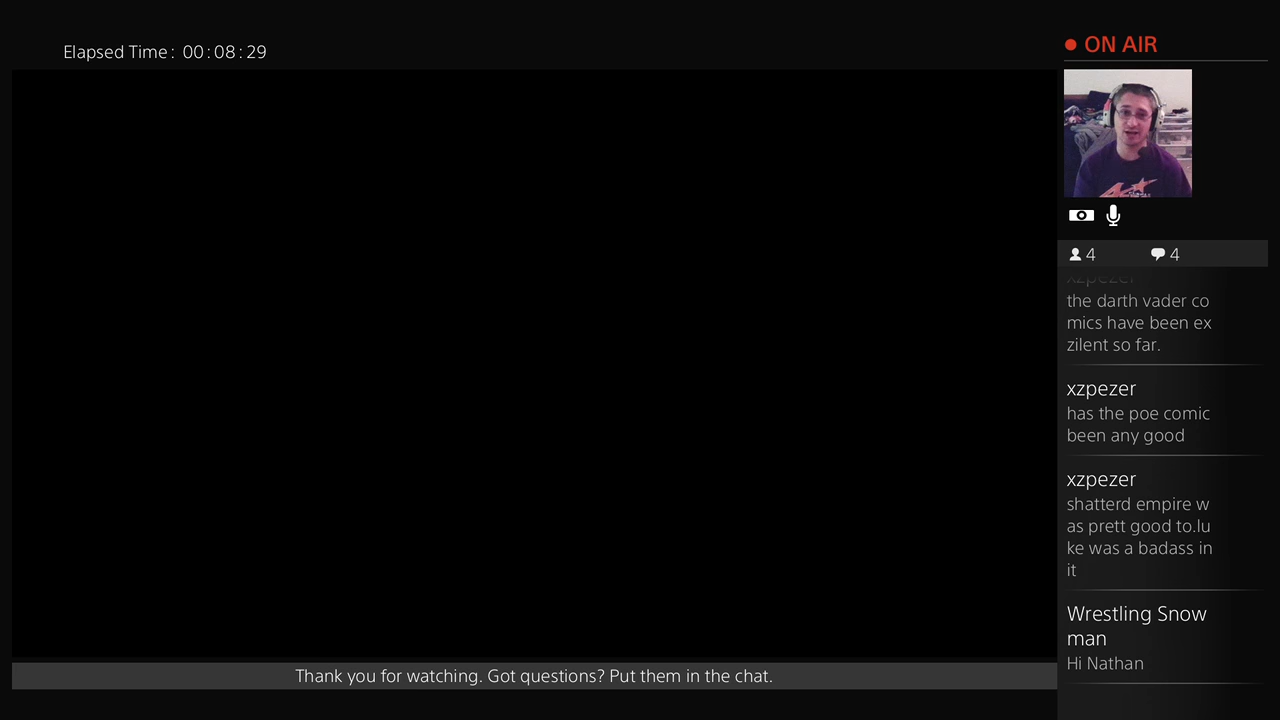 Elapsed Time: 00:08:29
ON AIR
4
4
xzpezer
the darth vader co
mics have been ex
zilent so far.
xzpezer
has the poe comic
been any good
xzpezer
shatterd empire w
as prett good to.lu
ke was a badass in
it
Wrestling Snow
man
Hi Nathan
Thank you for watching. Got questions? Put them in the chat.